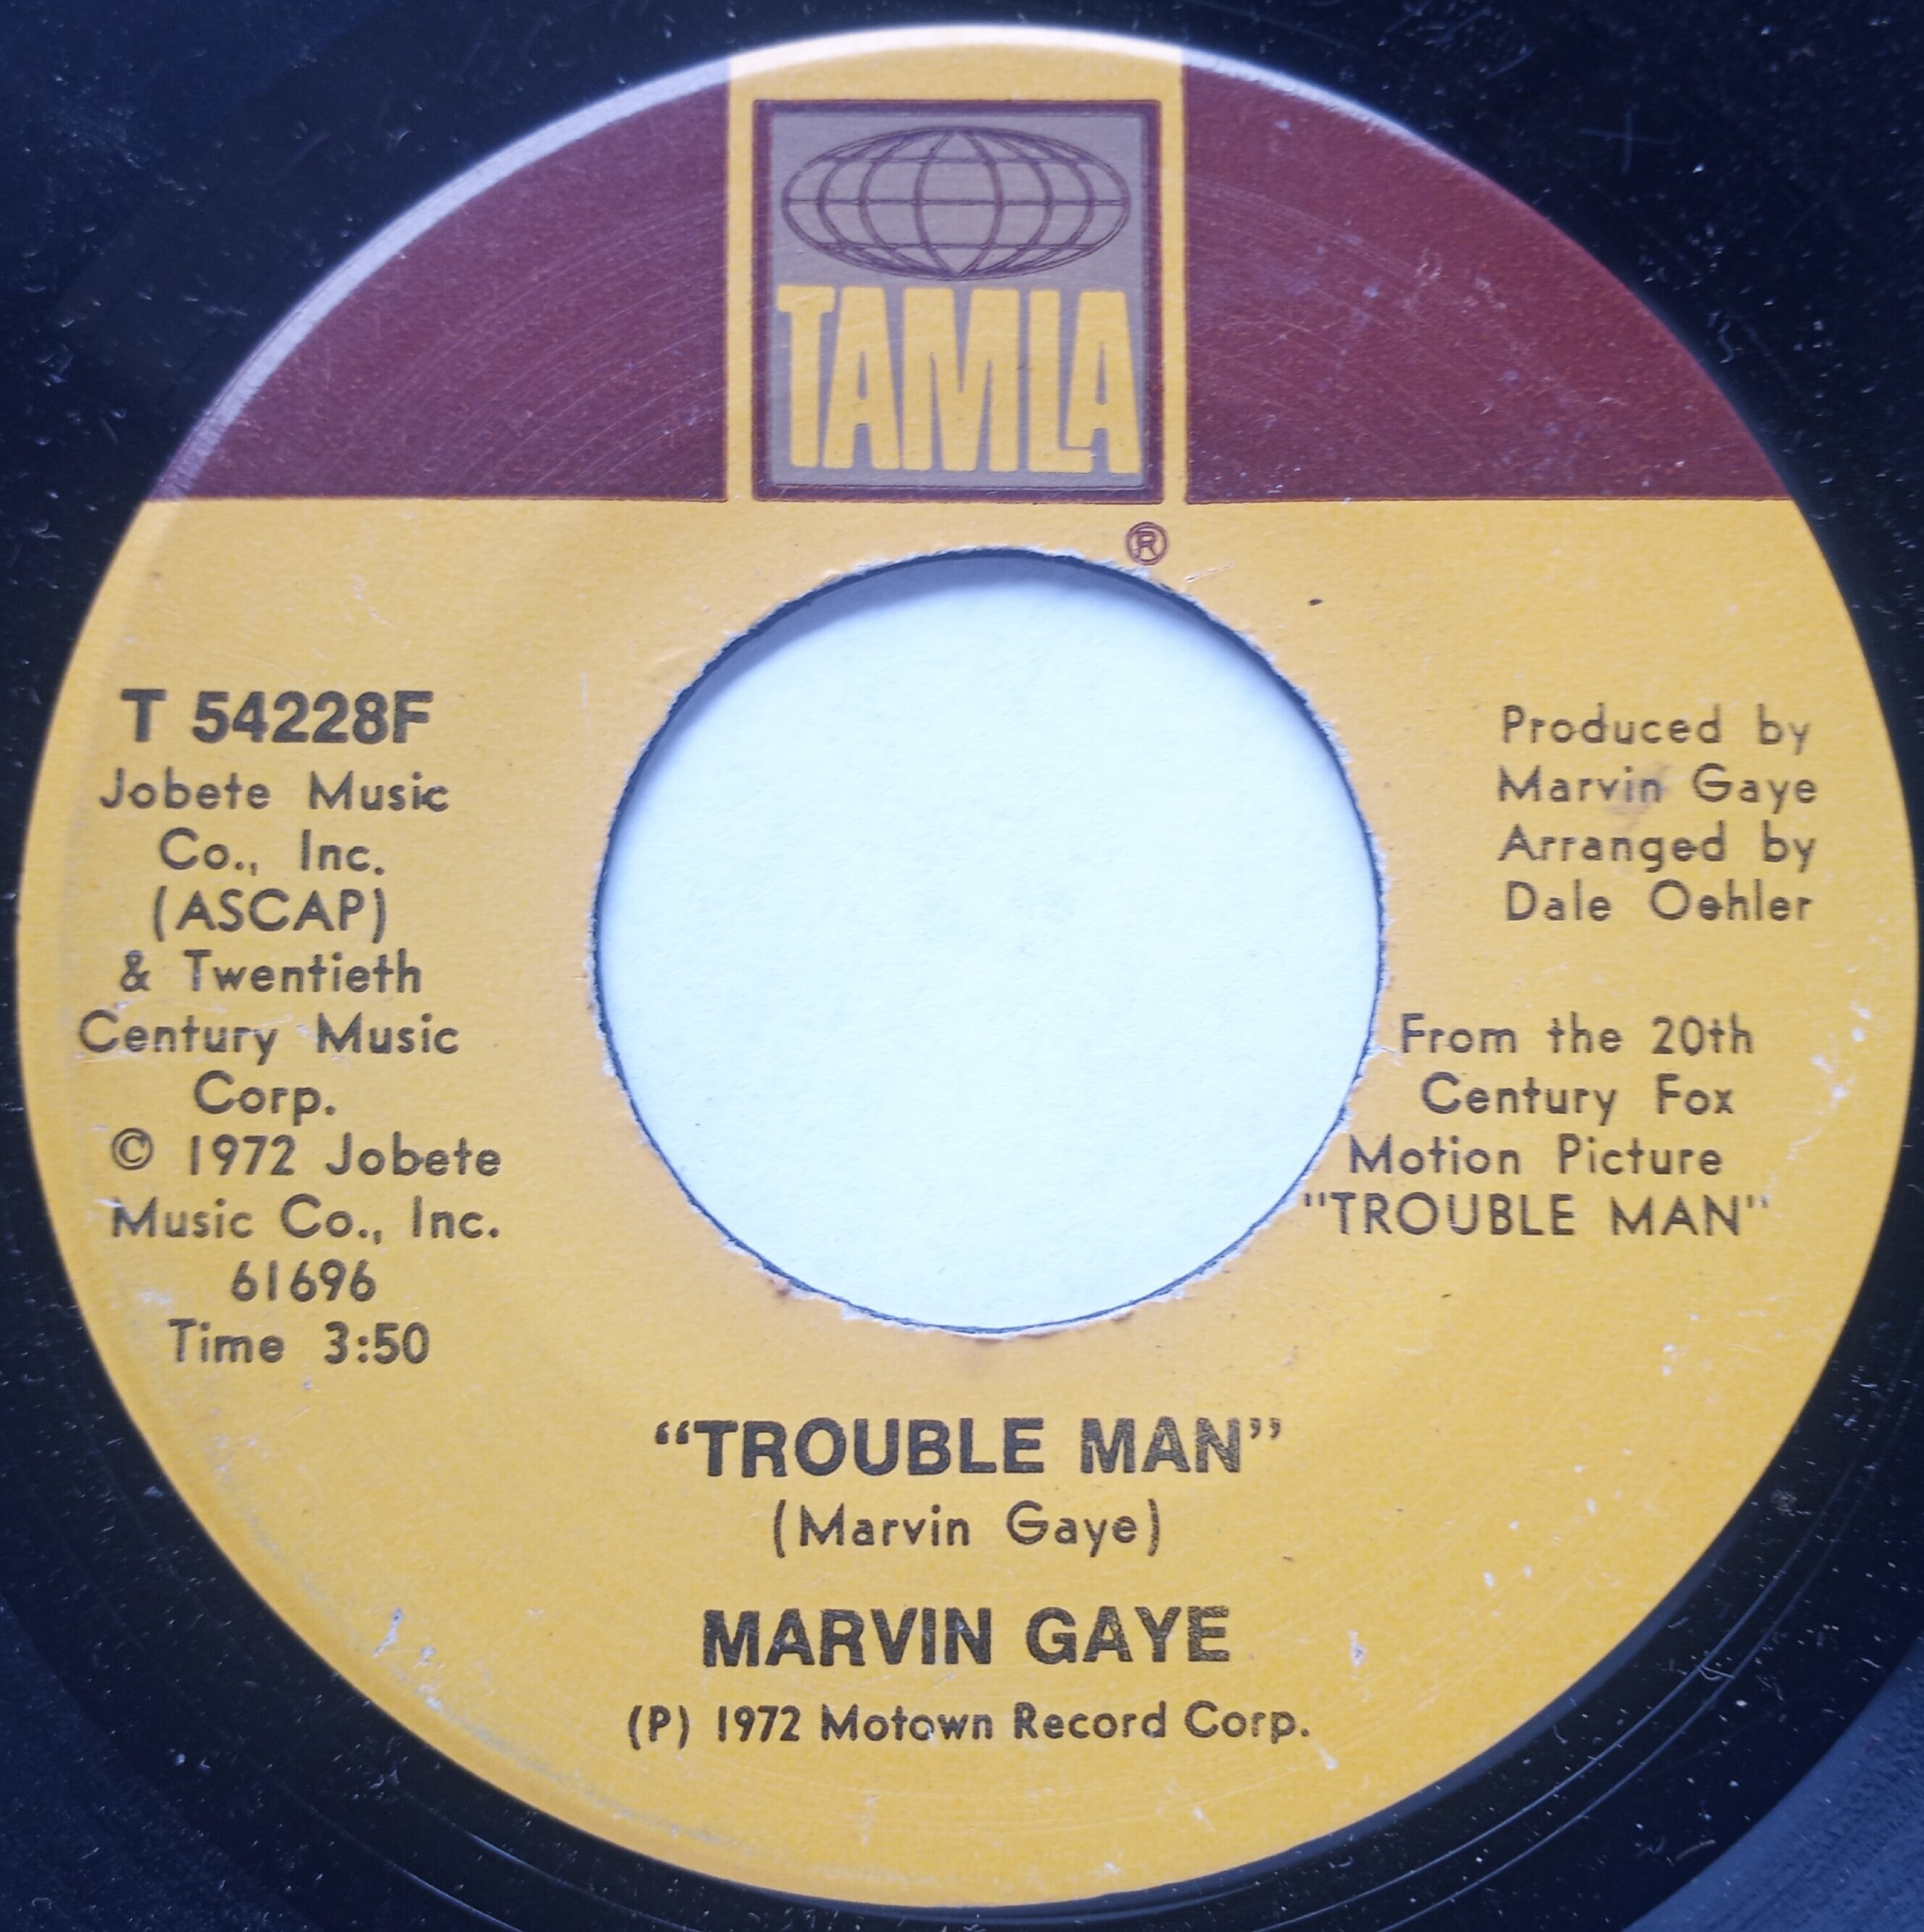 TAMLA
®
T 54228F
Jobete Music
Co., Inc.
(ASCAP)
& Twentieth
Century Music
Corp.
© 1972 Jobete
Music Co., Inc.
61696
Time 3:50
Produced by
Marvin Gaye
Arranged by
Dale Oehler
From the 20th
Century Fox
Motion Picture
"TROUBLE MAN"
“TROUBLE MAN”
(Marvin Gaye)
MARVIN GAYE
(P) 1972 Motown Record Corp.